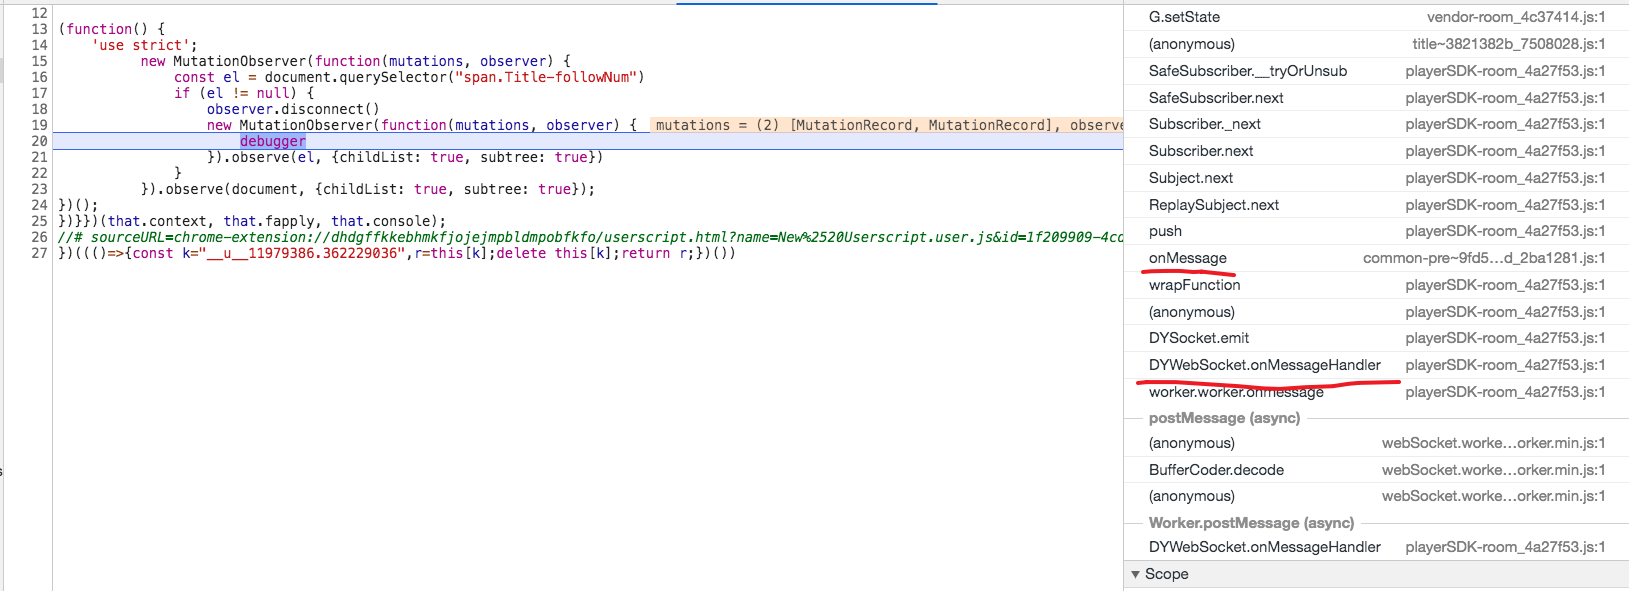 12
13 (function() {
14 'use strict';
15 new MutationObserver(function(mutations, observer) {
16 const el = document.querySelector("span.Title-followNum")
17 if (el != null) {
18 observer.disconnect()
19 new MutationObserver(function(mutations, observer) { mutations = (2) [MutationRecord, MutationRecord], observe
20 debugger
21 }).observe(el, {childList: true, subtree: true})
22 }
23 }).observe(document, {childList: true, subtree: true});
24 })();
25 })}})(that.context, that.fapply, that.console);
26 //# sourceURL=chrome-extension://dhdgffkkebhmkfjojejmpbldmpobfkfo/userscript.html?name=New%2520Userscript.user.js&id=1f209909-4cd
27 })((()=>{const k="__u__11979386.362229036",r=this[k];delete this[k];return r;})())
G.setState vendor-room_4c37414.js:1
(anonymous) title~3821382b_7508028.js:1
SafeSubscriber.__tryOrUnsub playerSDK-room_4a27f53.js:1
SafeSubscriber.next playerSDK-room_4a27f53.js:1
Subscriber._next playerSDK-room_4a27f53.js:1
Subscriber.next playerSDK-room_4a27f53.js:1
Subject.next playerSDK-room_4a27f53.js:1
ReplaySubject.next playerSDK-room_4a27f53.js:1
push playerSDK-room_4a27f53.js:1
onMessage common-pre~9fd5…d_2ba1281.js:1
wrapFunction playerSDK-room_4a27f53.js:1
(anonymous) playerSDK-room_4a27f53.js:1
DYSocket.emit playerSDK-room_4a27f53.js:1
DYWebSocket.onMessageHandler playerSDK-room_4a27f53.js:1
worker.worker.onmessage playerSDK-room_4a27f53.js:1
postMessage (async)
(anonymous) webSocket.worke…orker.min.js:1
BufferCoder.decode webSocket.worke…orker.min.js:1
(anonymous) webSocket.worke…orker.min.js:1
Worker.postMessage (async)
DYWebSocket.onMessageHandler playerSDK-room_4a27f53.js:1
▼ Scope